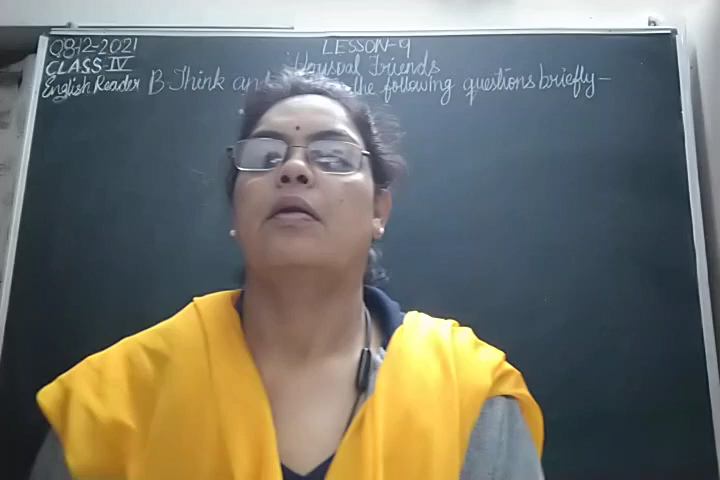 08-12-2021
LESSON-9
CLASS-IV
Unusual Friends
English Reader
B Think and the following questions briefly-